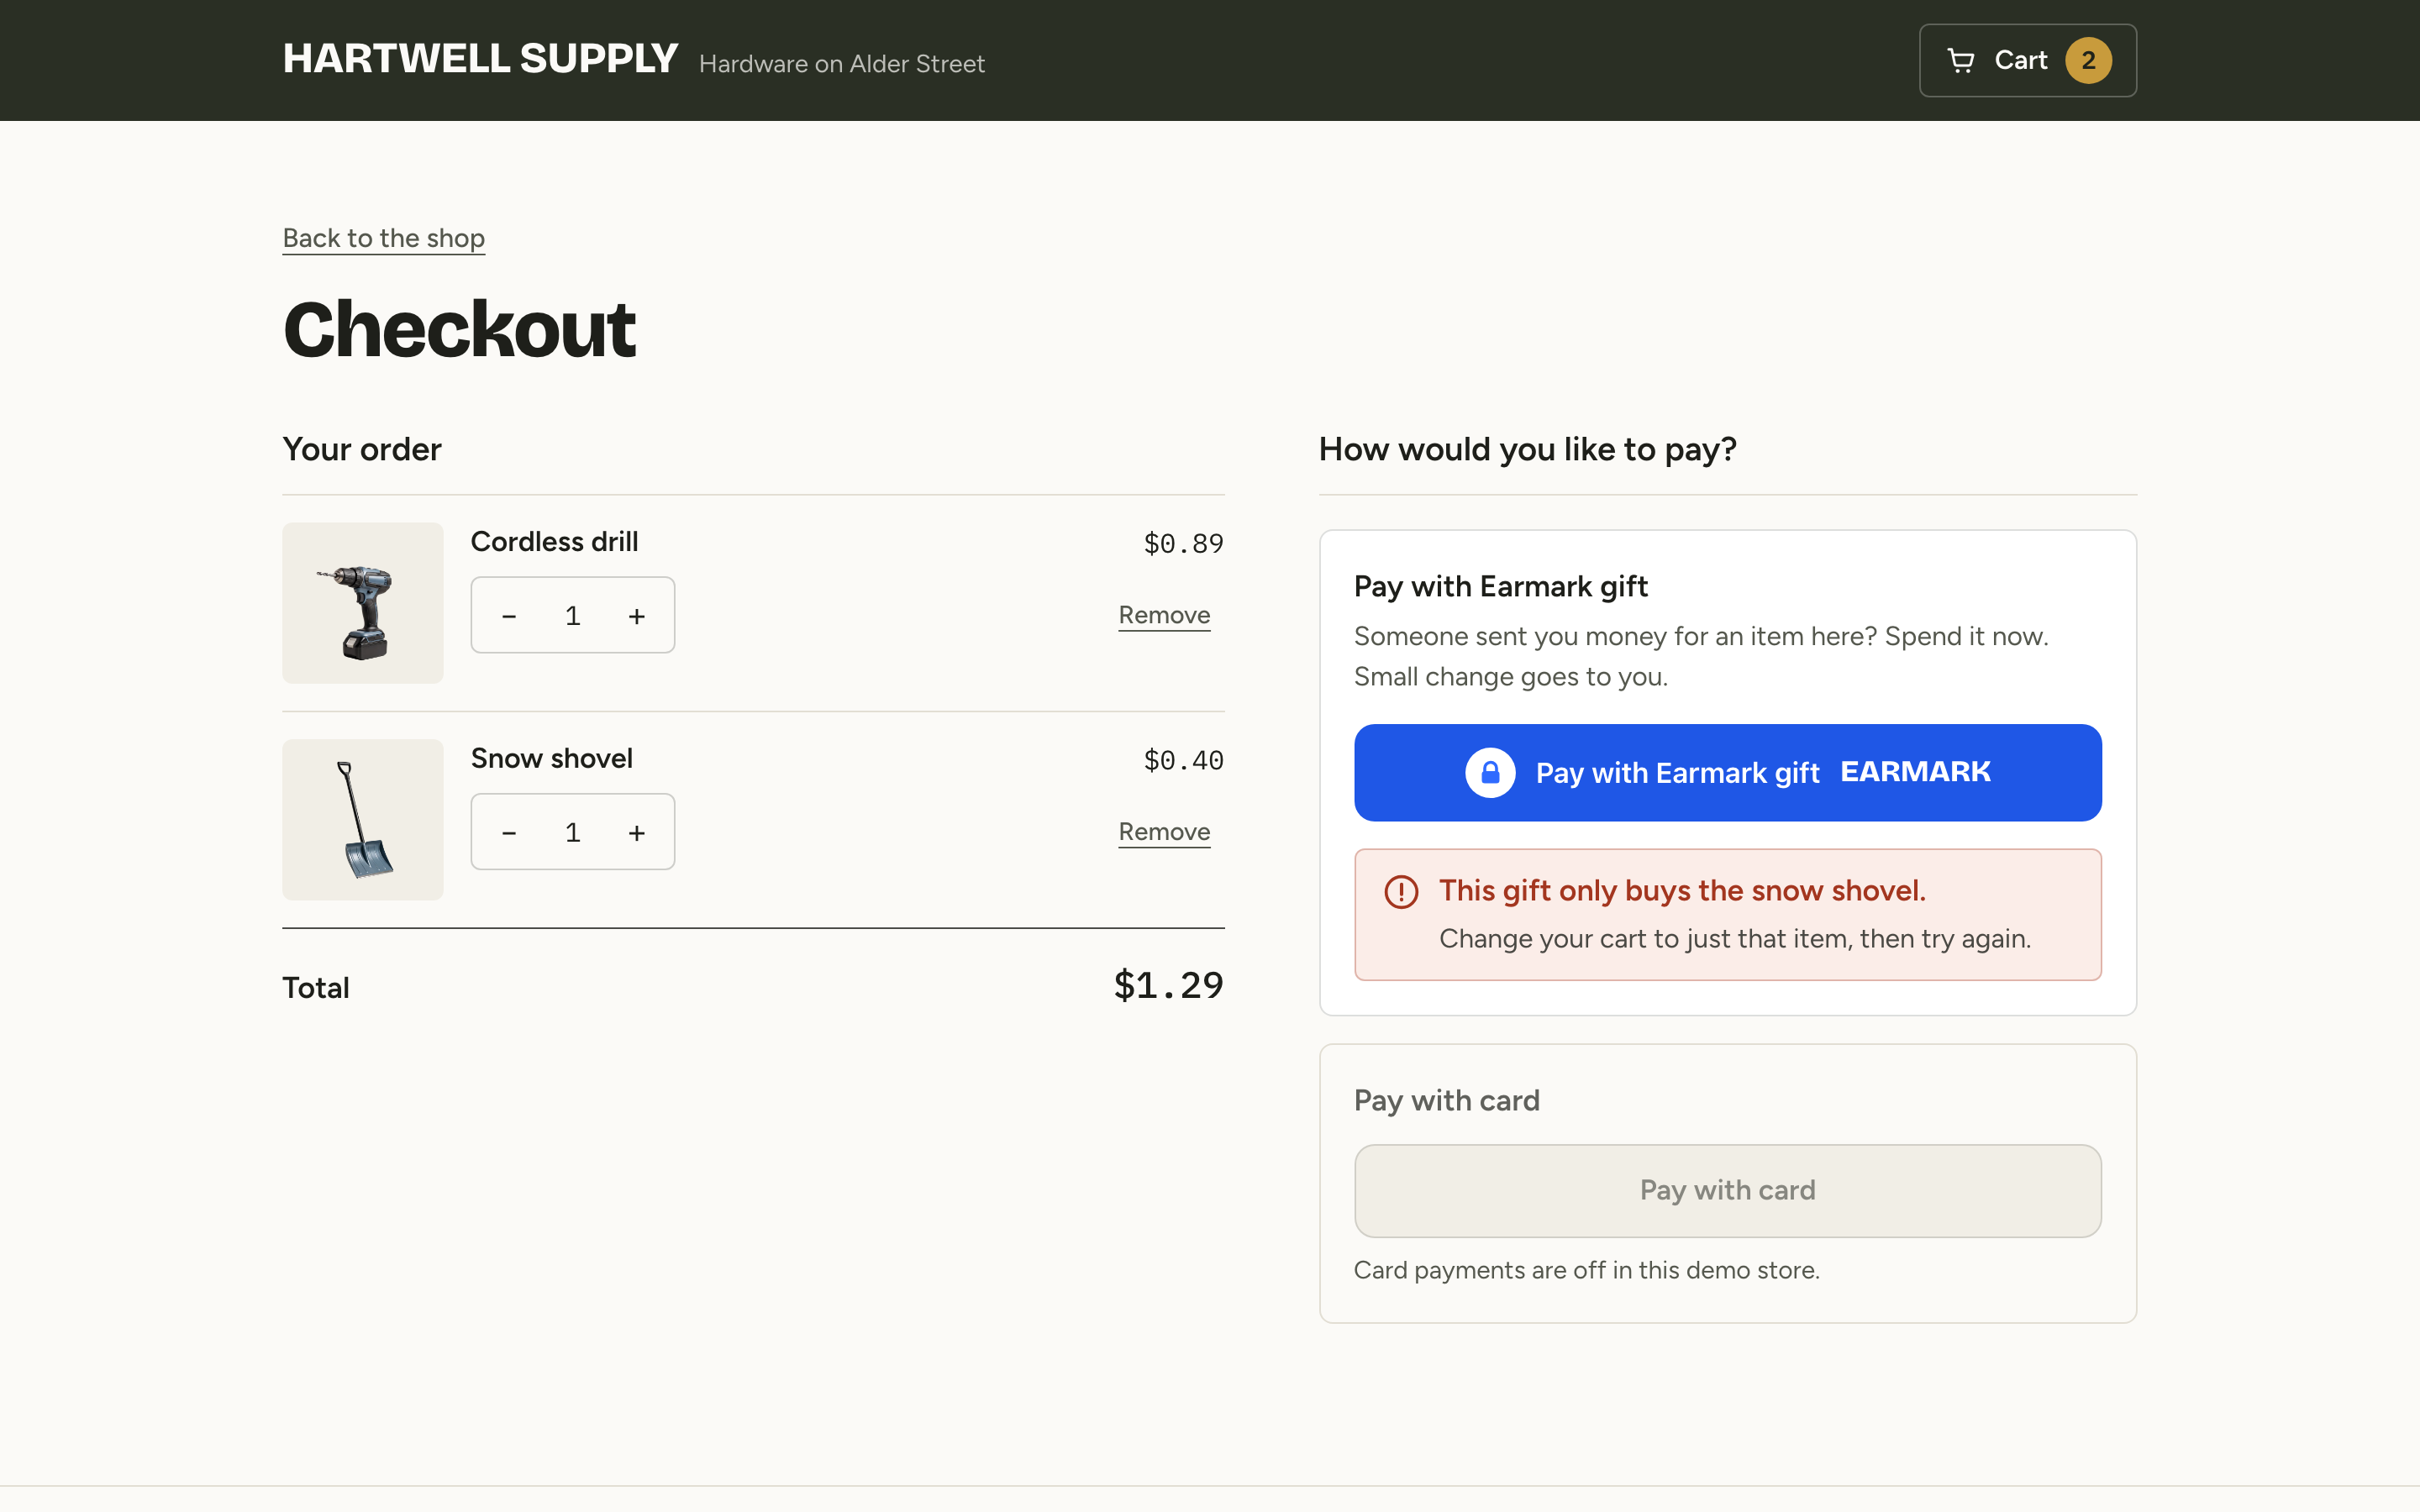 HARTWELL SUPPLY Hardware on Alder Street
Cart 2
Back to the shop
Checkout
Your order
Cordless drill $0.89
− 1 + Remove
Snow shovel $0.40
− 1 + Remove
Total $1.29
How would you like to pay?
Pay with Earmark gift
Someone sent you money for an item here? Spend it now.
Small change goes to you.
Pay with Earmark gift EARMARK
This gift only buys the snow shovel.
Change your cart to just that item, then try again.
Pay with card
Pay with card
Card payments are off in this demo store.